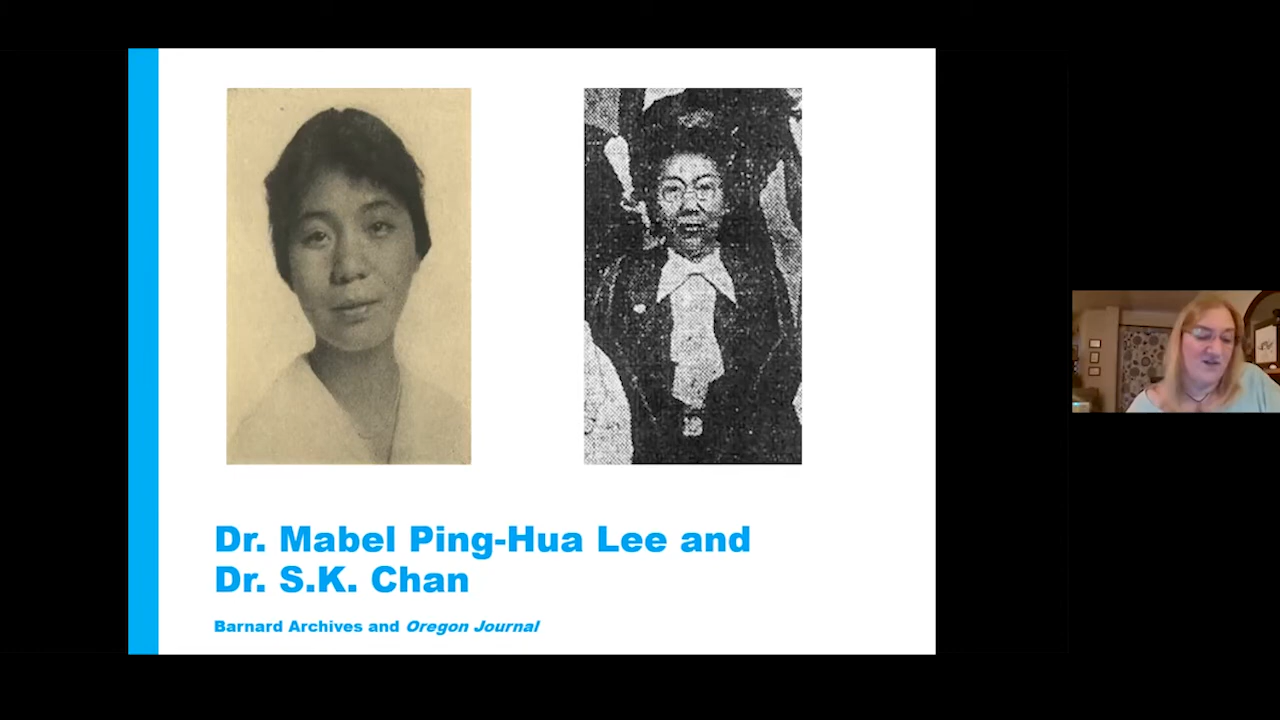 Dr. Mabel Ping-Hua Lee and
Dr. S.K. Chan
Barnard Archives and Oregon Journal